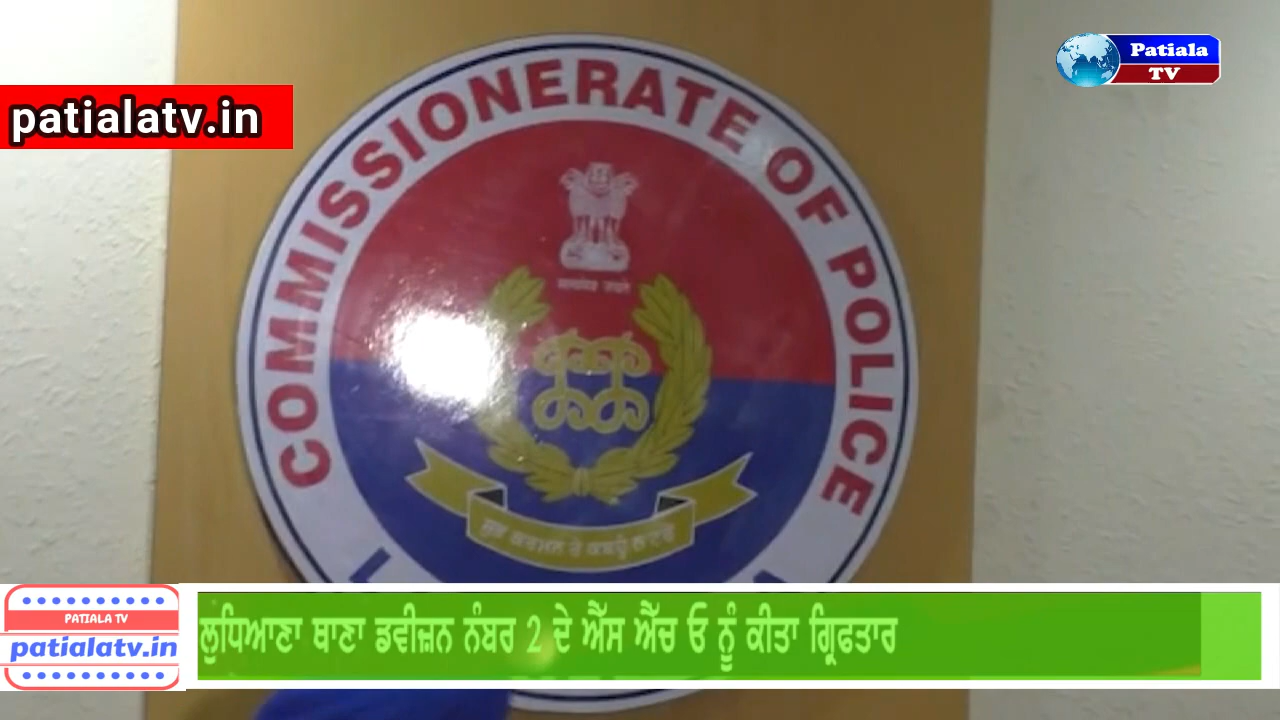 Patiala
TV
patialatv.in
COMMISSIONERATE OF POLICE
PATIALA TV
patialatv.in
ਲੁਧਿਆਣਾ ਥਾਣਾ ਡਵੀਜ਼ਨ ਨੰਬਰ 2 ਦੇ ਐੱਸ ਐੱਚ ਓ ਨੂੰ ਕੀਤਾ ਗ੍ਰਿਫਤਾਰ